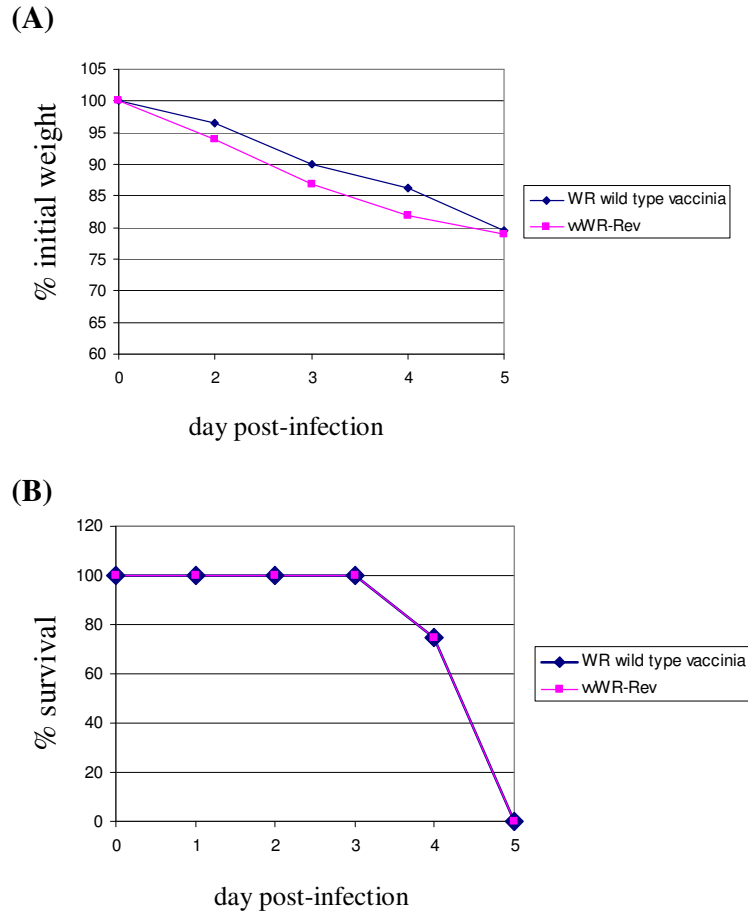 (A)
105
100
95
90
85
80
75
70
65
60
% initial weight
0 2 3 4 5
day post-infection
WR wild type vaccinia
vvWR-Rev
(B)
120
100
80
60
40
20
0
% survival
0 1 2 3 4 5
day post-infection
WR wild type vaccinia
vvWR-Rev